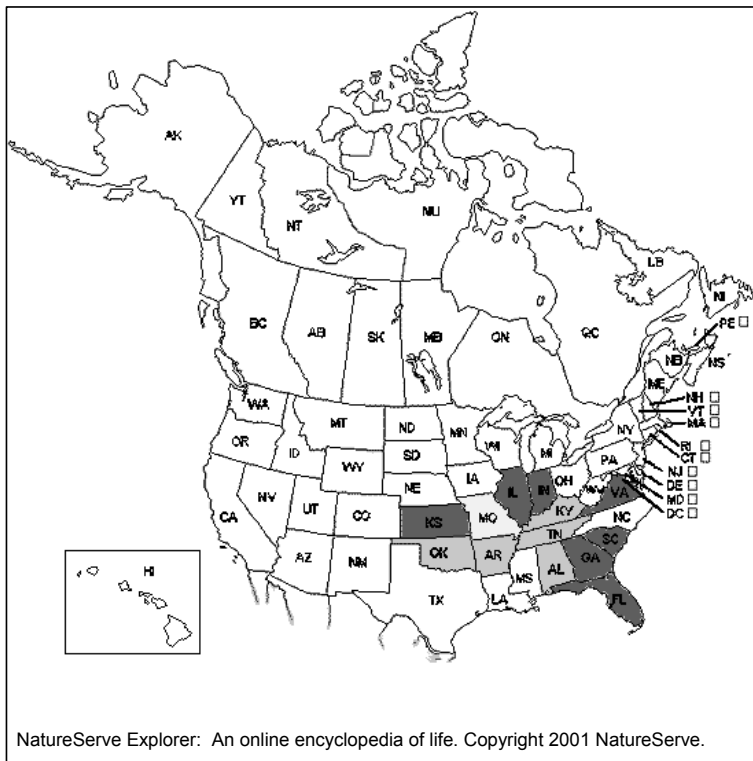 AK
YT
NT
NU
LB
NI
BC
AB
SK
MB
ON
QC
PE
NB
NS
ME
NH
VT
MA
WA
MT
ND
MN
WI
MI
NY
RI
CT
OR
ID
SD
PA
NJ
WY
IA
OH
DE
NE
IL
IN
WV
VA
MD
DC
NV
UT
CO
KS
MO
KY
CA
NC
TN
AZ
NM
OK
AR
SC
HI
MS
AL
GA
TX
LA
FL
NatureServe Explorer: An online encyclopedia of life. Copyright 2001 NatureServe.